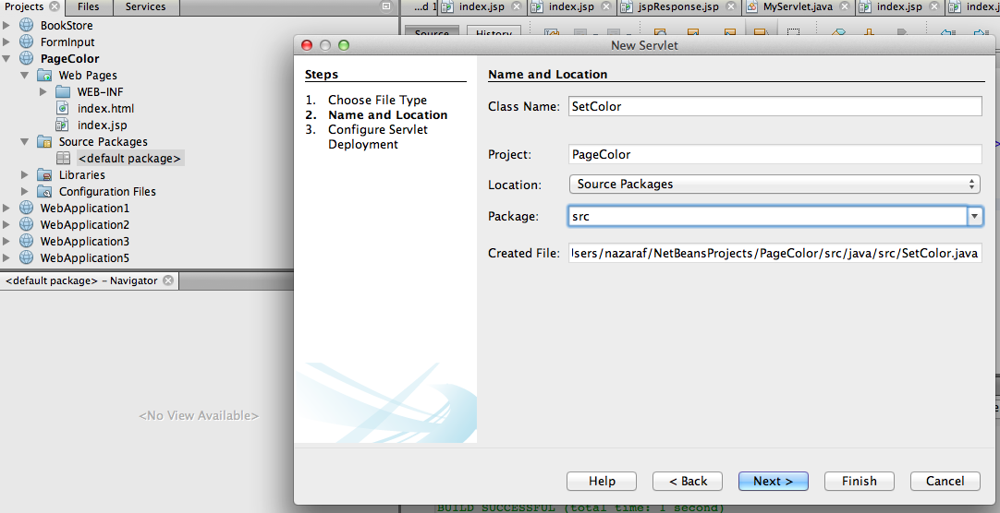 Projects Files Services
...d 1 index.jsp index.jsp jspResponse.jsp MyServlet.java index.jsp index.j
BookStore
FormInput
PageColor
Web Pages
WEB-INF
index.html
index.jsp
Source Packages
<default package>
Libraries
Configuration Files
WebApplication1
WebApplication2
WebApplication3
WebApplication5
<default package> - Navigator
<No View Available>
Source History
New Servlet
Steps
1. Choose File Type
2. Name and Location
3. Configure Servlet
Deployment
Name and Location
Class Name: SetColor
Project: PageColor
Location: Source Packages
Package: src
Created File: Users/nazaraf/NetBeansProjects/PageColor/src/java/src/SetColor.java
Help < Back Next > Finish Cancel
BUILD SUCCESSFUL (total time: 1 second)